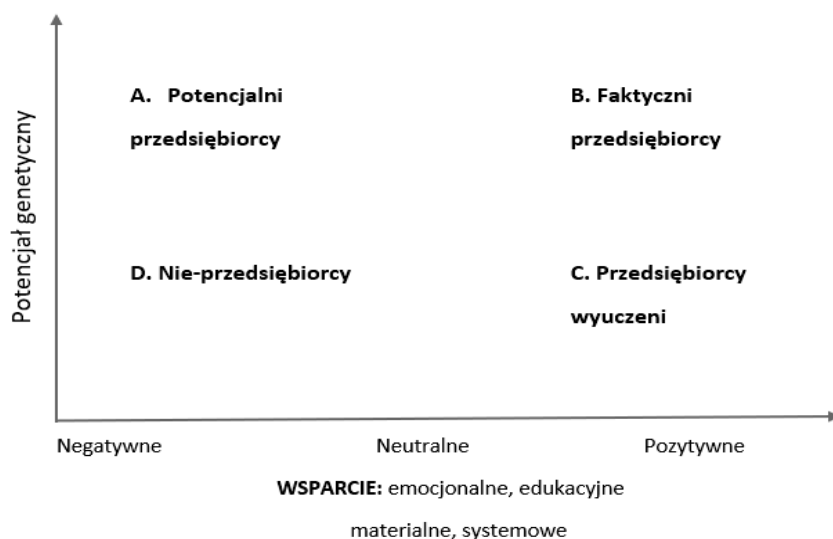 Potencjał genetyczny
A. Potencjalni
przedsiębiorcy
B. Faktyczni
przedsiębiorcy
D. Nie-przedsiębiorcy
C. Przedsiębiorcy
wyuczeni
Negatywne
Neutralne
Pozytywne
WSPARCIE: emocjonalne, edukacyjne
materialne, systemowe